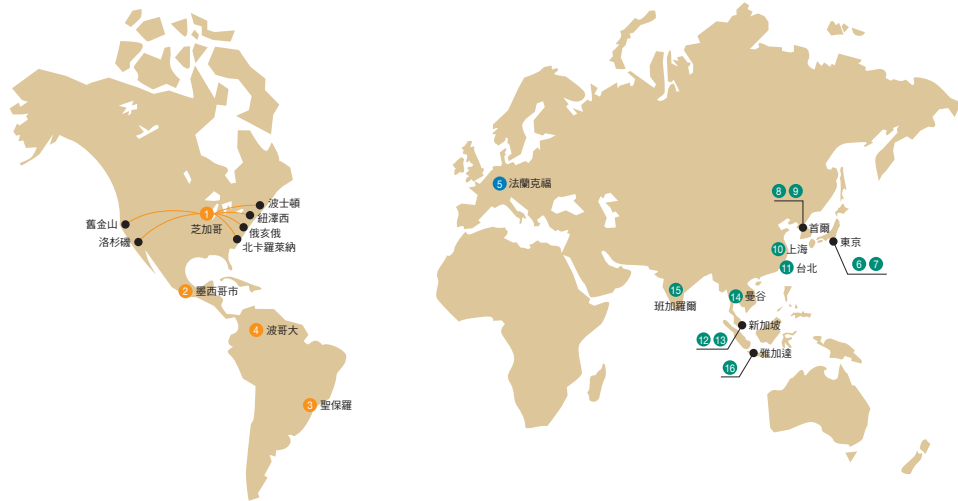 波士頓
1
紐澤西
舊金山
芝加哥
俄亥俄
洛杉磯
北卡羅萊納
2 墨西哥市
4 波哥大
3 聖保羅
5 法蘭克福
8 9
首爾
10 上海
東京
11 台北
6 7
15
班加羅爾
14 曼谷
新加坡
12 13
雅加達
16